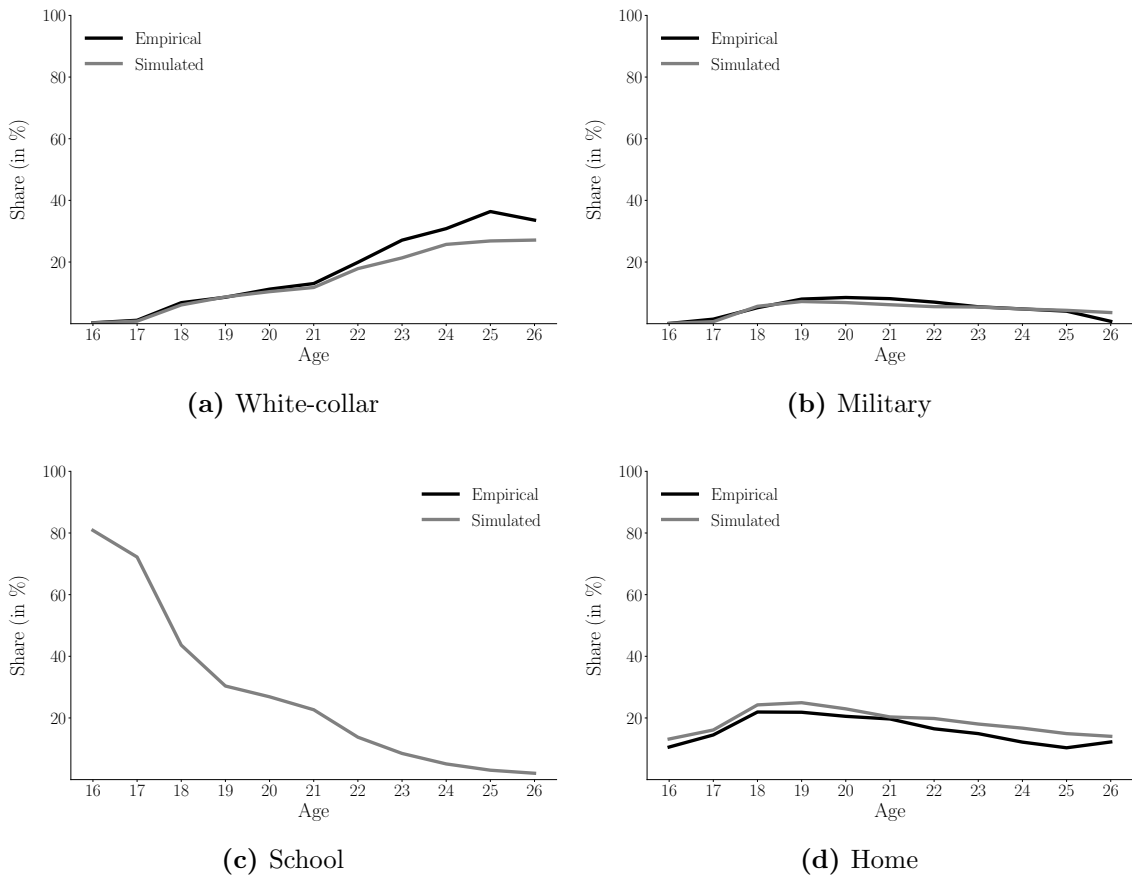 100
80
60
40
20
Share (in %)
Empirical
Simulated
16 17 18 19 20 21 22 23 24 25 26
Age
(a) White-collar
100
80
60
40
20
Share (in %)
Empirical
Simulated
16 17 18 19 20 21 22 23 24 25 26
Age
(b) Military
100
80
60
40
20
Share (in %)
Empirical
Simulated
16 17 18 19 20 21 22 23 24 25 26
Age
(c) School
100
80
60
40
20
Share (in %)
Empirical
Simulated
16 17 18 19 20 21 22 23 24 25 26
Age
(d) Home